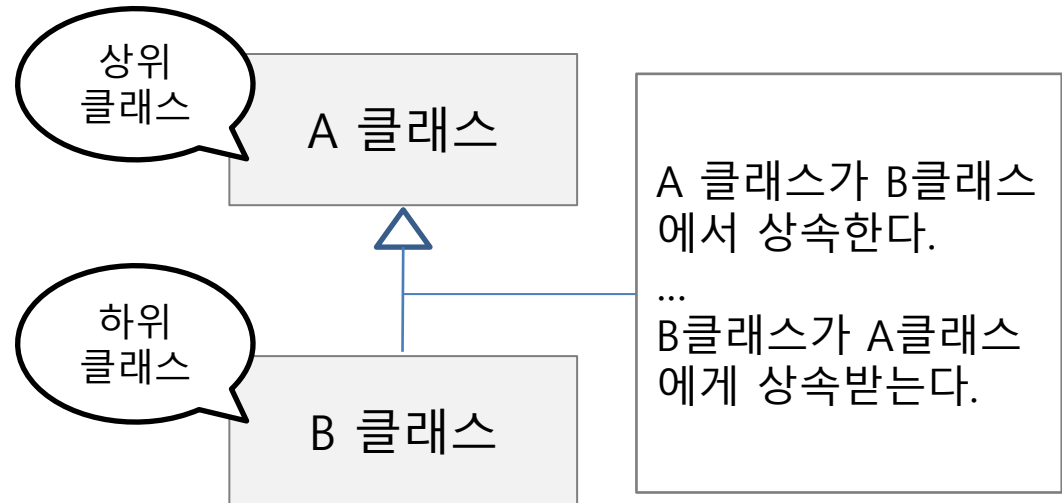 상위
클래스
A 클래스
A 클래스가 B클래스
에서 상속한다.
...
B클래스가 A클래스
에게 상속받는다.
하위
클래스
B 클래스